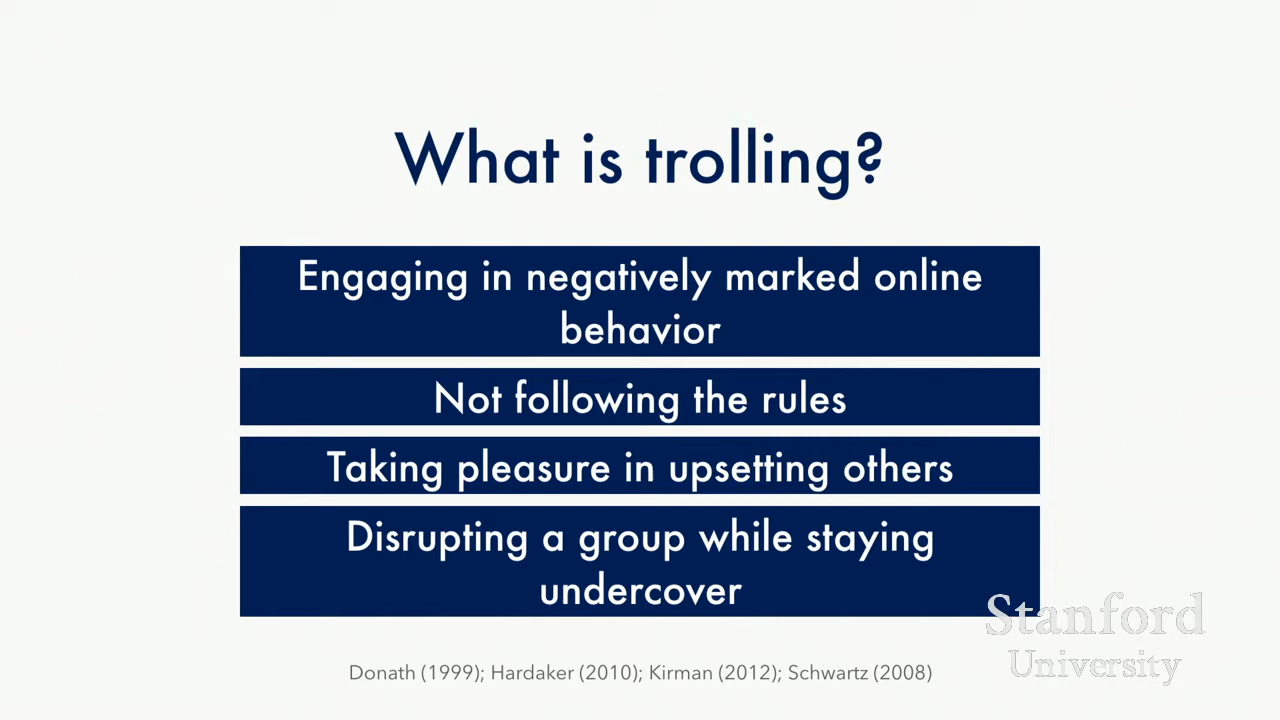 What is trolling?
Engaging in negatively marked online
behavior
Not following the rules
Taking pleasure in upsetting others
Disrupting a group while staying
undercover
Stanford
University
Donath (1999); Hardaker (2010); Kirman (2012); Schwartz (2008)